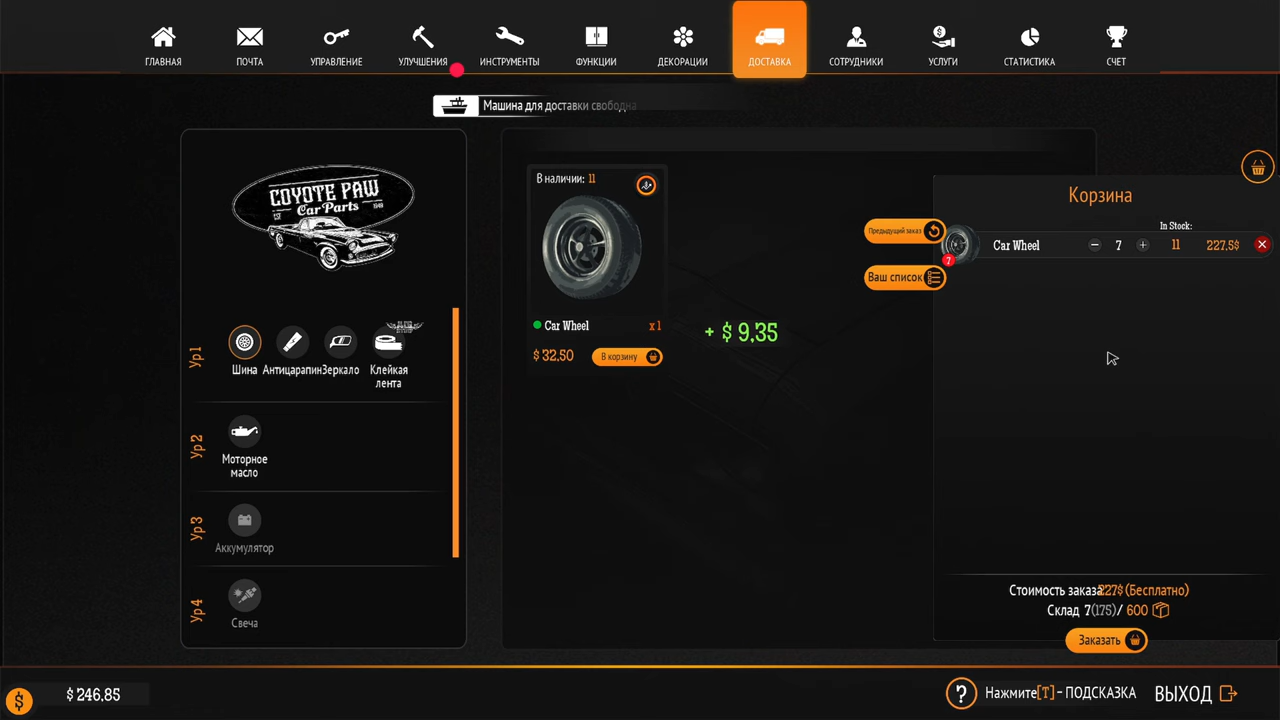 ГЛАВНАЯ
ПОЧТА
УПРАВЛЕНИЕ
УЛУЧШЕНИЯ
ИНСТРУМЕНТЫ
ФУНКЦИИ
ДЕКОРАЦИИ
ДОСТАВКА
СОТРУДНИКИ
УСЛУГИ
СТАТИСТИКА
СЧЕТ
Машина для доставки свободна
COYOTE PAW
Car Parts
EST
1949
Ур1
Шина
Антицарапин
Зеркало
Клейкая
лента
Ур2
Моторное
масло
Ур3
Аккумулятор
Ур4
Свеча
В наличии: 11
Car Wheel x1
$ 32.50 В корзину
+ $ 9,35
Корзина
Предыдущий заказ
Ваш список
In Stock:
Car Wheel − 7 + 11 227.5$
7
Стоимость заказа 227$ (Бесплатно)
Склад 7(175)/ 600
Заказать
$ 246,85
? Нажмите[T] – ПОДСКАЗКА
ВЫХОД